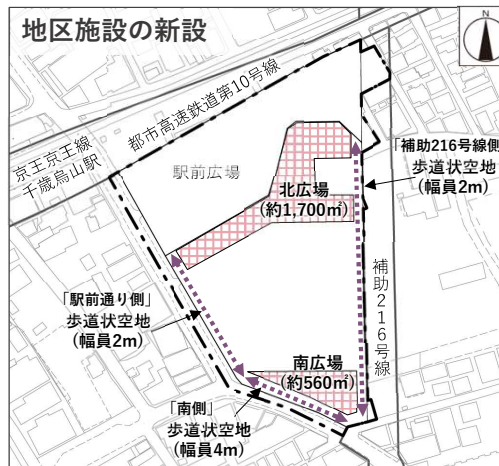 地区施設の新設
N
都市高速鉄道第10号線
京王京王線
千歳烏山駅
駅前広場
「補助216号線側」
歩道状空地
(幅員2m)
北広場
(約1,700㎡)
補助216号線
「駅前通り側」
歩道状空地
(幅員2m)
南広場
(約560㎡)
「南側」
歩道状空地
(幅員4m)